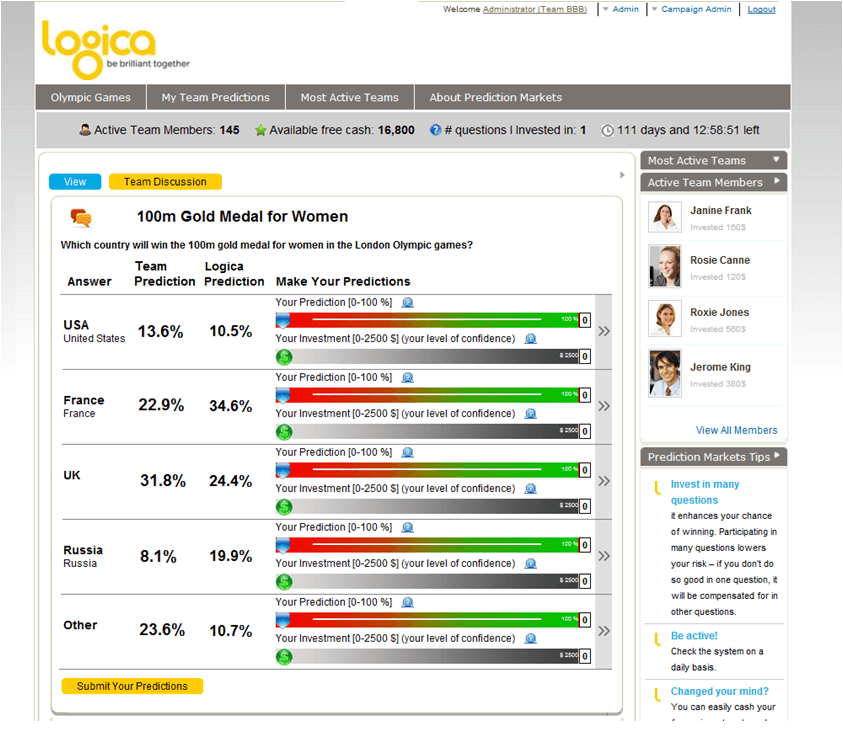 Welcome Administrator (Team BBB) Admin Campaign Admin Logout
logica
be brilliant together
Olympic Games My Team Predictions Most Active Teams About Prediction Markets
Active Team Members: 145 Available free cash: 16,800 # questions I Invested in: 1 111 days and 12:58:51 left
View Team Discussion
100m Gold Medal for Women
Which country will win the 100m gold medal for women in the London Olympic games?
Answer Team Prediction Logica Prediction Make Your Predictions
Your Prediction [0-100 %]
USA
United States
13.6% 10.5%
100 % 0
Your Investment [0-2500 $] (your level of confidence)
$ 2500 0
Your Prediction [0-100 %]
France
France
22.9% 34.6%
100 % 0
Your Investment [0-2500 $] (your level of confidence)
$ 2500 0
Your Prediction [0-100 %]
UK
31.8% 24.4%
100 % 0
Your Investment [0-2500 $] (your level of confidence)
$ 2500 0
Your Prediction [0-100 %]
Russia
Russia
8.1% 19.9%
100 % 0
Your Investment [0-2500 $] (your level of confidence)
$ 2500 0
Your Prediction [0-100 %]
Other
23.6% 10.7%
100 % 0
Your Investment [0-2500 $] (your level of confidence)
$ 2500 0
Submit Your Predictions
Most Active Teams
Active Team Members
Janine Frank
Invested 160$
Rosie Canne
Invested 120$
Roxie Jones
Invested 560$
Jerome King
Invested 380$
View All Members
Prediction Markets Tips
Invest in many
questions
it enhances your chance
of winning. Participating in
many questions lowers
your risk – if you don't do
so good in one question, it
will be compensated for in
other questions.
Be active!
Check the system on a
daily basis.
Changed your mind?
You can easily cash your